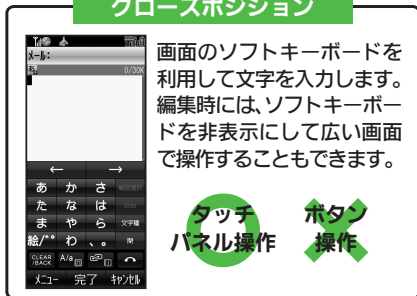 クローズポジション
メール:
0/30K
← →
あ か さ
た な は
ま や ら 文字種
絵/゛゜ わ 、。 閉
CLEAR/BACK A/a
メニュー 完了 キャンセル
画面のソフトキーボードを
利用して文字を入力します。
編集時には、ソフトキーボー
ドを非表示にして広い画面
で操作することもできます。
タッチ
パネル操作
ボタン
操作